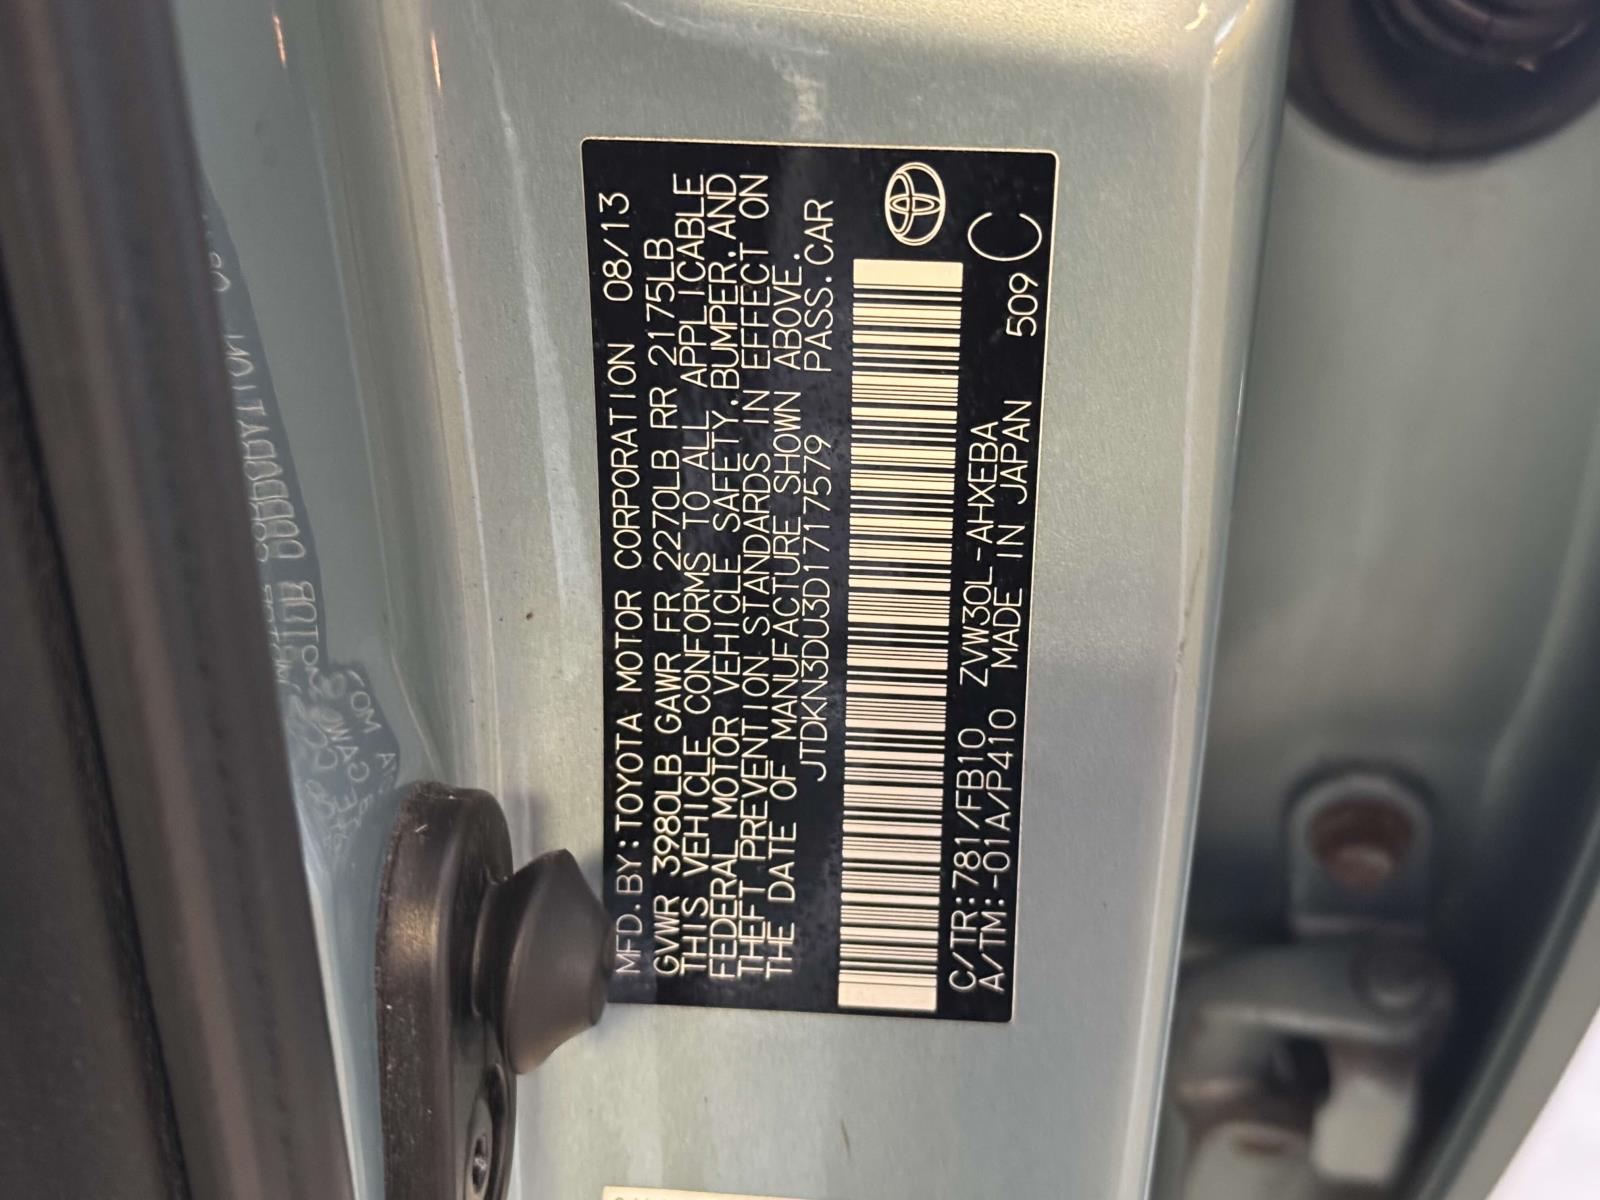 MFD.BY:TOYOTA MOTOR CORPORATION 08/13
GVWR 3980LB GAWR FR 2270LB RR 2175LB
THIS VEHICLE CONFORMS TO ALL APPLICABLE
FEDERAL MOTOR VEHICLE SAFETY,BUMPER,AND
THEFT PREVENTION STANDARDS IN EFFECT ON
THE DATE OF MANUFACTURE SHOWN ABOVE.
JTDKN3DU3D1717579 PASS.CAR
C/TR:781/FB10 ZVW30L-AHXEBA
A/TM:-01A/P410 MADE IN JAPAN 509 C